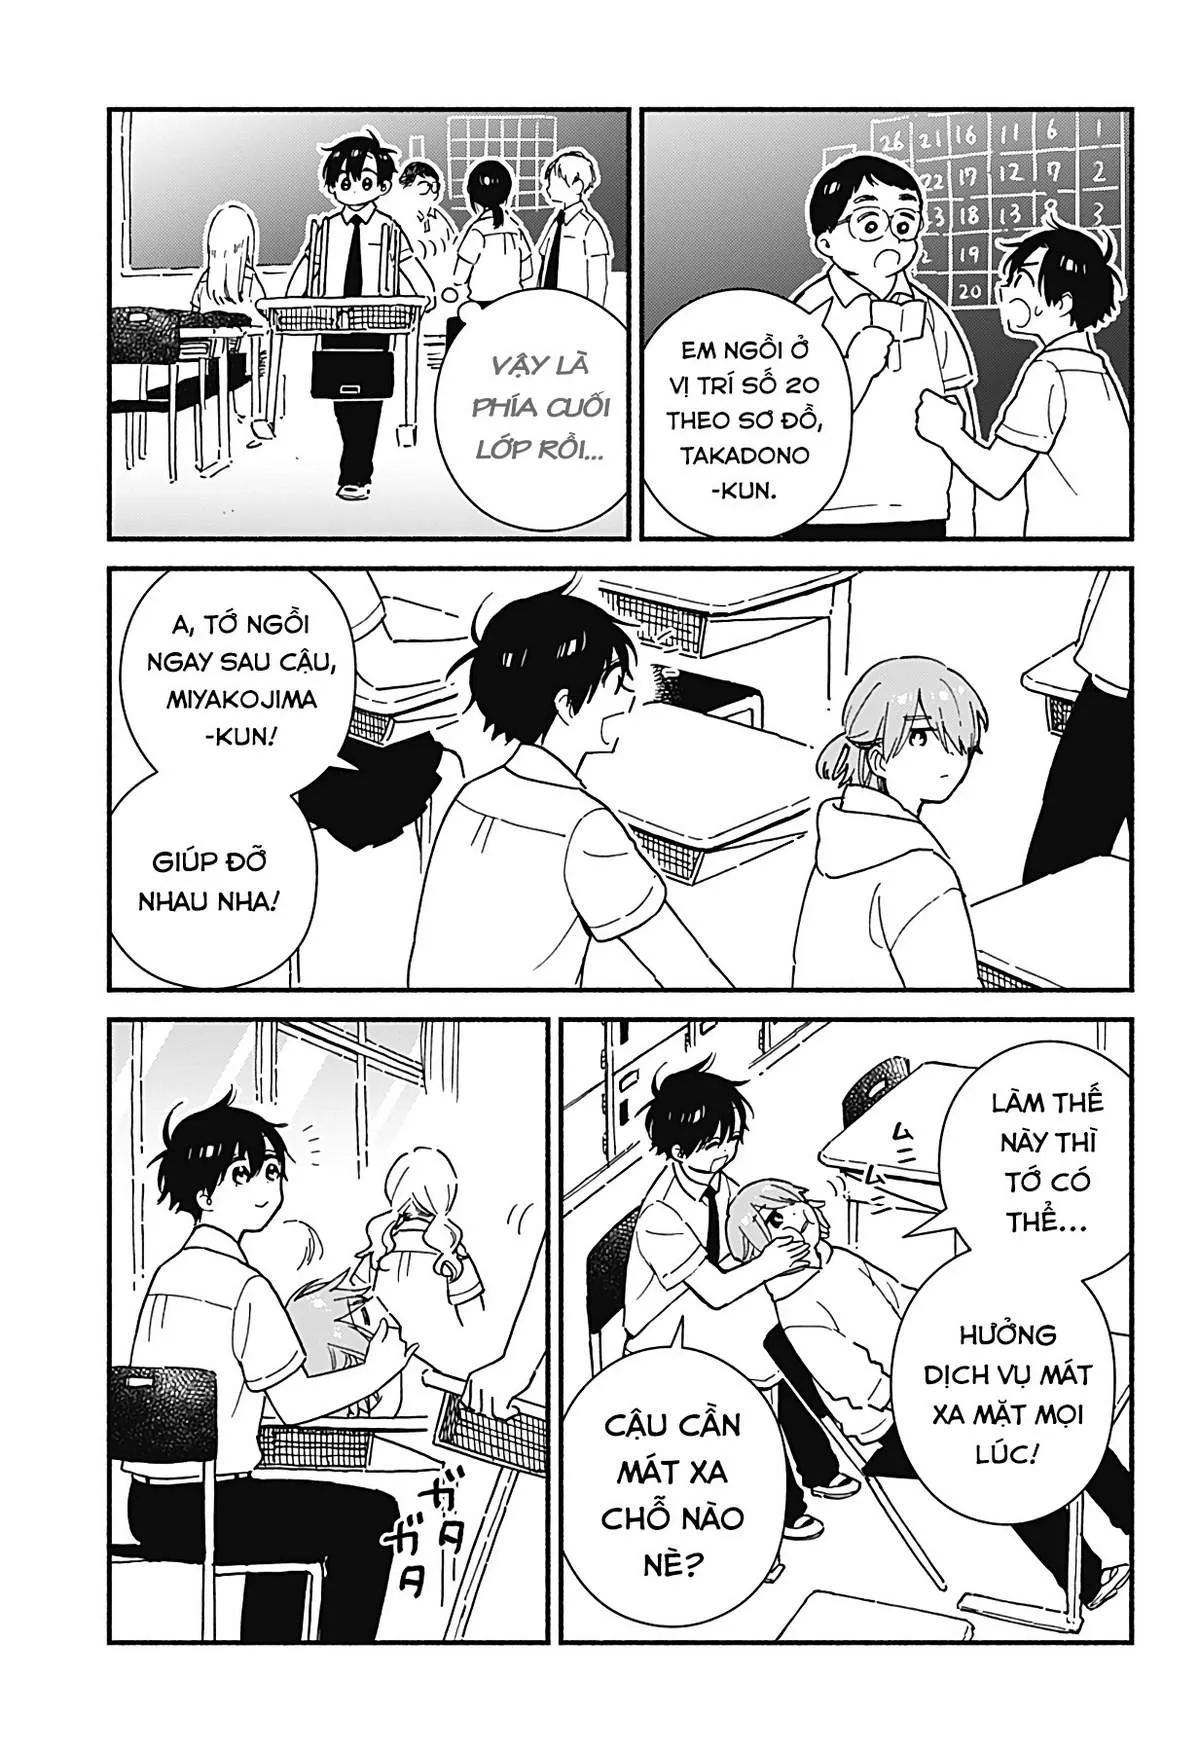 26 21 16 11 6 1
22 17 12 7 2
3 18 13 8 3
2 19
20
EM NGỒI Ở
VỊ TRÍ SỐ 20
THEO SƠ ĐỒ,
TAKADONO
-KUN.
VẬY LÀ
PHÍA CUỐI
LỚP RỒI...
A, TỚ NGỒI
NGAY SAU CẬU,
MIYAKOJIMA
-KUN!
GIÚP ĐỠ
NHAU NHA!
LÀM THẾ
NÀY THÌ
TỚ CÓ
THỂ...
HƯỞNG
DỊCH VỤ MÁT
XA MẶT MỌI
LÚC!
ム
ム
CẬU CẦN
MÁT XA
CHỖ NÀO
NÈ?
ガタ
ガタ